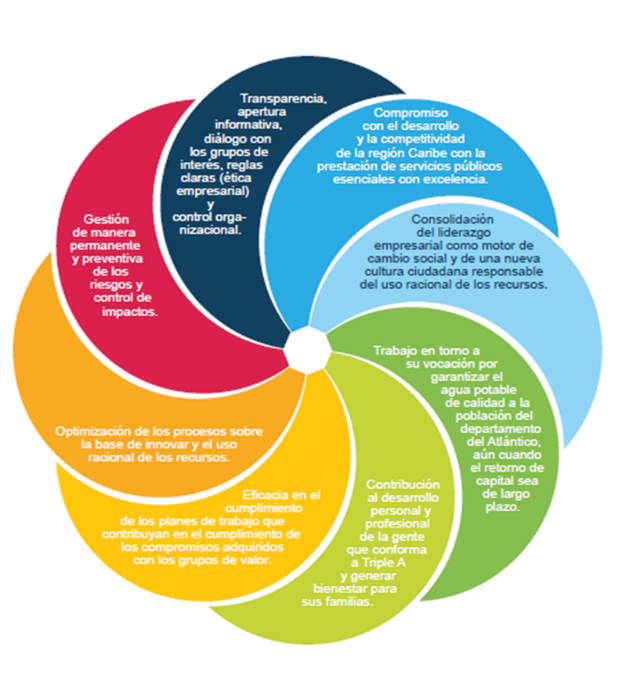 Transparencia,
apertura
informativa,
diálogo con
los grupos de
interés, reglas
claras (ética
empresarial)
y
control orga-
nizacional.
Compromiso
con el desarrollo
y la competitividad
de la región Caribe con la
prestación de servicios públicos
esenciales con excelencia.
Consolidación
del liderazgo
empresarial como motor de
cambio social y de una nueva
cultura ciudadana responsable
del uso racional de los recursos.
Trabajo en torno a
su vocación por
garantizar el
agua potable
de calidad a la
población del
departamento
del Atlántico,
aún cuando
el retorno de
capital sea
de largo
plazo.
Contribución
al desarrollo
personal y
profesional
de la gente
que conforma
a Triple A
y generar
bienestar para
sus familias.
Eficacia en el
cumplimiento
de los planes de trabajo que
contribuyan en el cumplimiento de
los compromisos adquiridos
con los grupos de valor.
Optimización de los procesos sobre
la base de innovar y el uso
racional de los recursos.
Gestión
de manera
permanente
y preventiva
de los
riesgos y
control de
impactos.